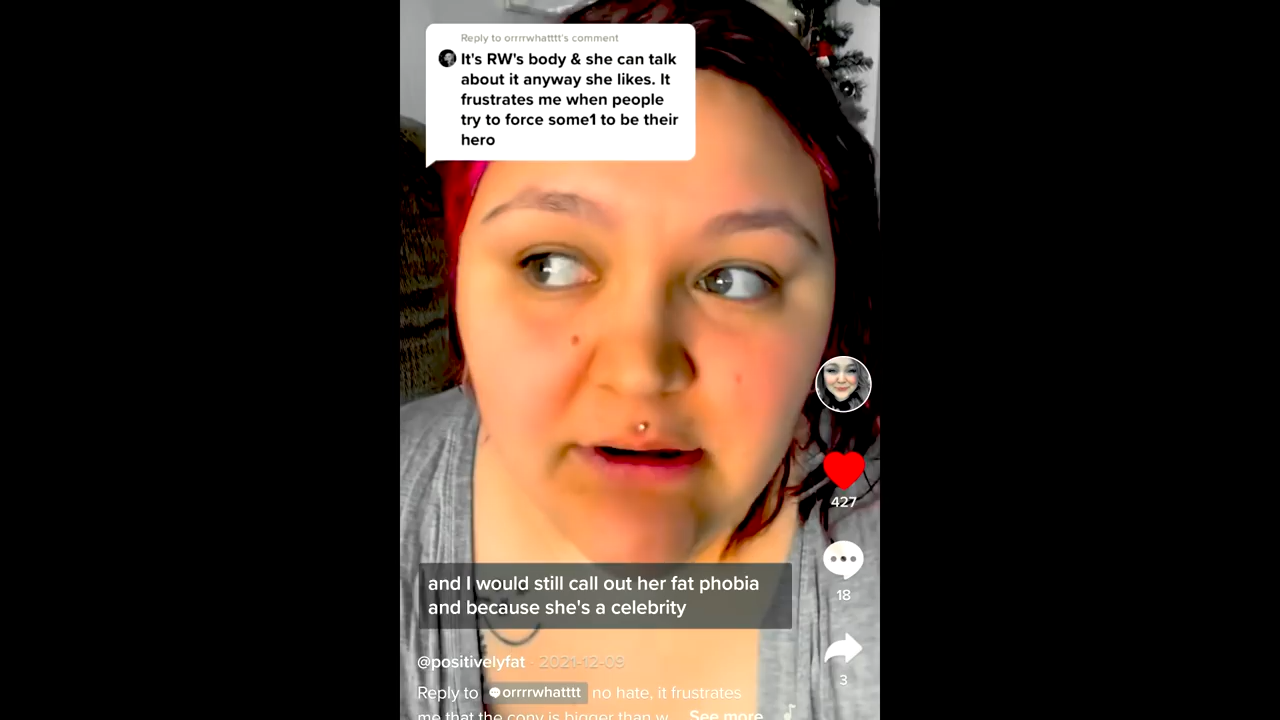 Reply to orrrrwhatttt's comment
It's RW's body & she can talk
about it anyway she likes. It
frustrates me when people
try to force some1 to be their
hero
427
18
and I would still call out her fat phobia
and because she's a celebrity
@positivelyfat · 2021-12-09
3
Reply to orrrrwhatttt no hate, it frustrates
me that the conv is bigger than w... See more